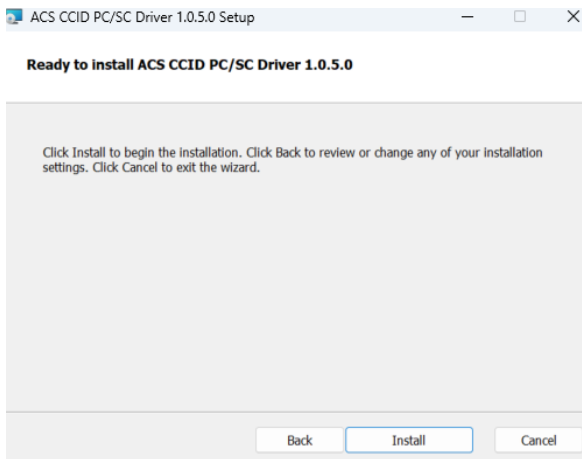 ACS CCID PC/SC Driver 1.0.5.0 Setup
Ready to install ACS CCID PC/SC Driver 1.0.5.0
Click Install to begin the installation. Click Back to review or change any of your installation
settings. Click Cancel to exit the wizard.
Back Install Cancel